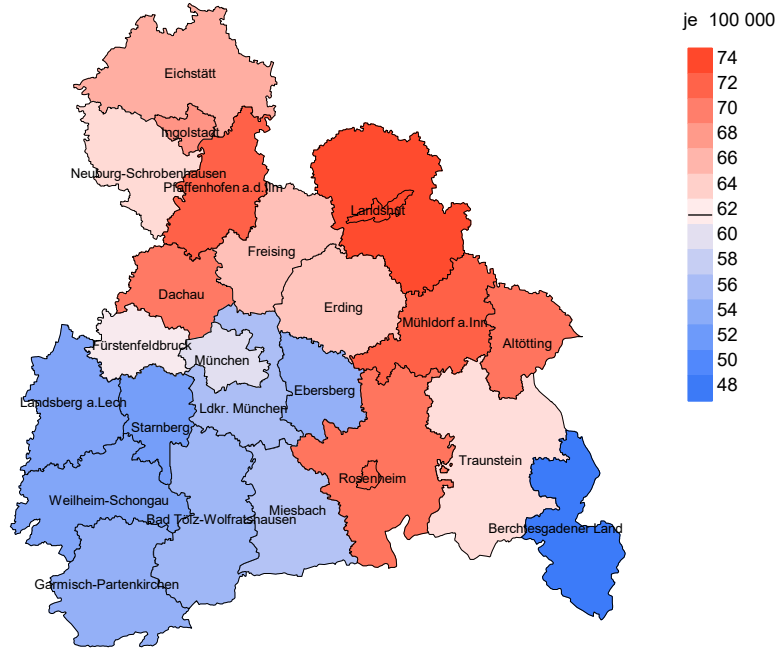 je 100 000
74
72
70
68
66
64
62
60
58
56
54
52
50
48
Eichstätt
Ingolstadt
Neuburg-Schrobenhausen
Pfaffenhofen a.d.Ilm
Landshut
Freising
Dachau
Erding
Mühldorf a.Inn
Altötting
Fürstenfeldbruck
München
Ebersberg
Landsberg a.Lech
Ldkr. München
Starnberg
Traunstein
Rosenheim
Weilheim-Schongau
Miesbach
Bad Tölz-Wolfratshausen
Berchtesgadener Land
Garmisch-Partenkirchen